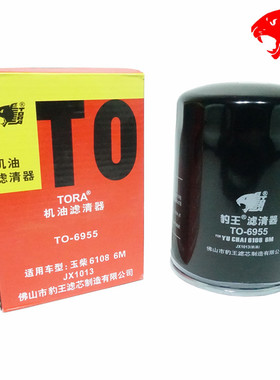 机油
滤清器
TO
TORA®
机油滤清器
TO-6955
适用车型: 玉柴6108 6M
JX1013
佛山市豹王滤芯制造有限公司
豹王®滤清器
TO-6955
YU CHAI 6108 6M
佛山市豹王滤芯制造有限公司